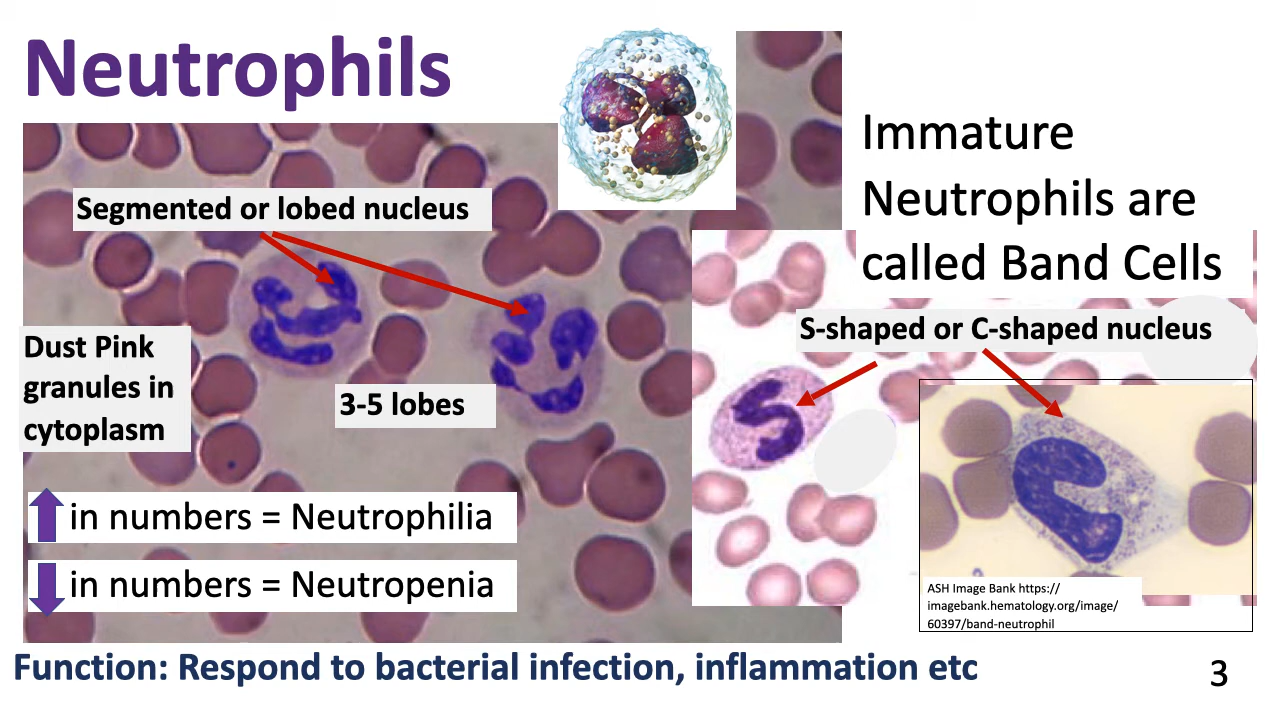 Neutrophils
Segmented or lobed nucleus
Dust Pink
granules in
cytoplasm
3-5 lobes
in numbers = Neutrophilia
in numbers = Neutropenia
Immature
Neutrophils are
called Band Cells
S-shaped or C-shaped nucleus
ASH Image Bank https://
imagebank.hematology.org/image/
60397/band-neutrophil
Function: Respond to bacterial infection, inflammation etc
3